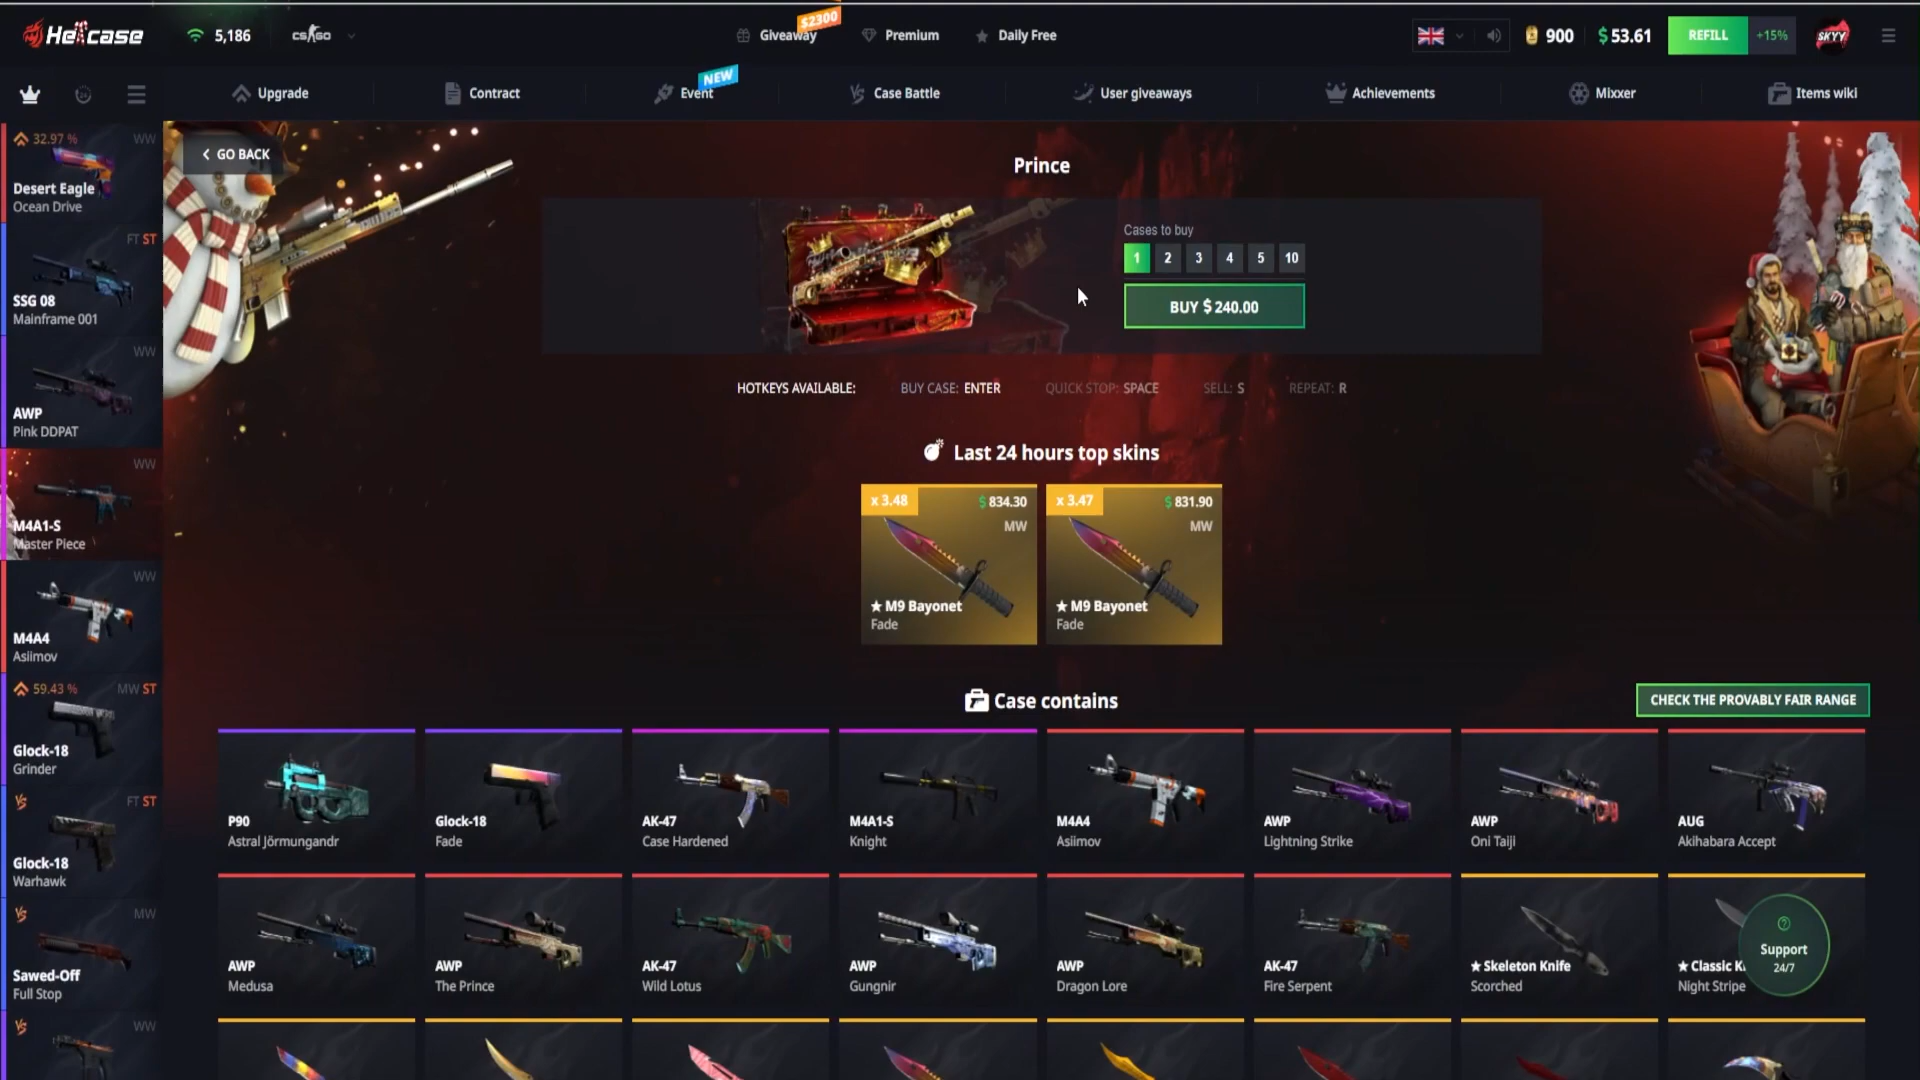 Hellcase
5,186
CS:GO
Giveaway
$2300
Premium
Daily Free
900
$ 53.61
REFILL
+15%
SKYY
Upgrade
Contract
Event
NEW
Case Battle
User giveaways
Achievements
Mixxer
Items wiki
GO BACK
Prince
Cases to buy
1 2 3 4 5 10
BUY $ 240.00
HOTKEYS AVAILABLE: BUY CASE: ENTER QUICK STOP: SPACE SELL: S REPEAT: R
Last 24 hours top skins
x 3.48 $ 834.30
MW
★ M9 Bayonet
Fade
x 3.47 $ 831.90
MW
★ M9 Bayonet
Fade
Case contains
CHECK THE PROVABLY FAIR RANGE
P90
Astral Jörmungandr
Glock-18
Fade
AK-47
Case Hardened
M4A1-S
Knight
M4A4
Asiimov
AWP
Lightning Strike
AWP
Oni Taiji
AUG
Akihabara Accept
AWP
Medusa
AWP
The Prince
AK-47
Wild Lotus
AWP
Gungnir
AWP
Dragon Lore
AK-47
Fire Serpent
★ Skeleton Knife
Scorched
★ Classic
Night Stripe
Support
24/7
32.97 % WW
Desert Eagle
Ocean Drive
FT ST
SSG 08
Mainframe 001
WW
AWP
Pink DDPAT
WW
M4A1-S
Master Piece
WW
M4A4
Asiimov
59.43 % MW ST
Glock-18
Grinder
VS FT ST
Glock-18
Warhawk
VS MW
Sawed-Off
Full Stop
VS WW